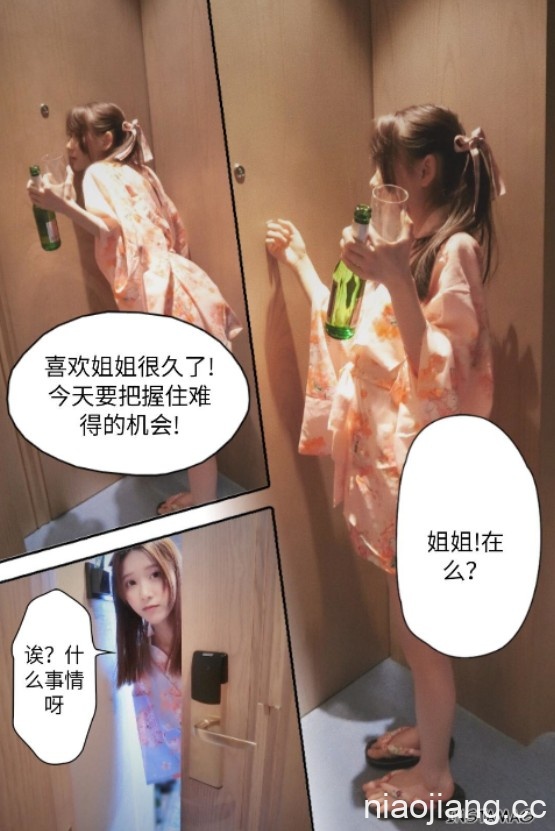 喜欢姐姐很久了!
今天要把握住难
得的机会!
姐姐!在
么?
诶? 什
么事情
呀
niaojiang.cc
INSTAMAG